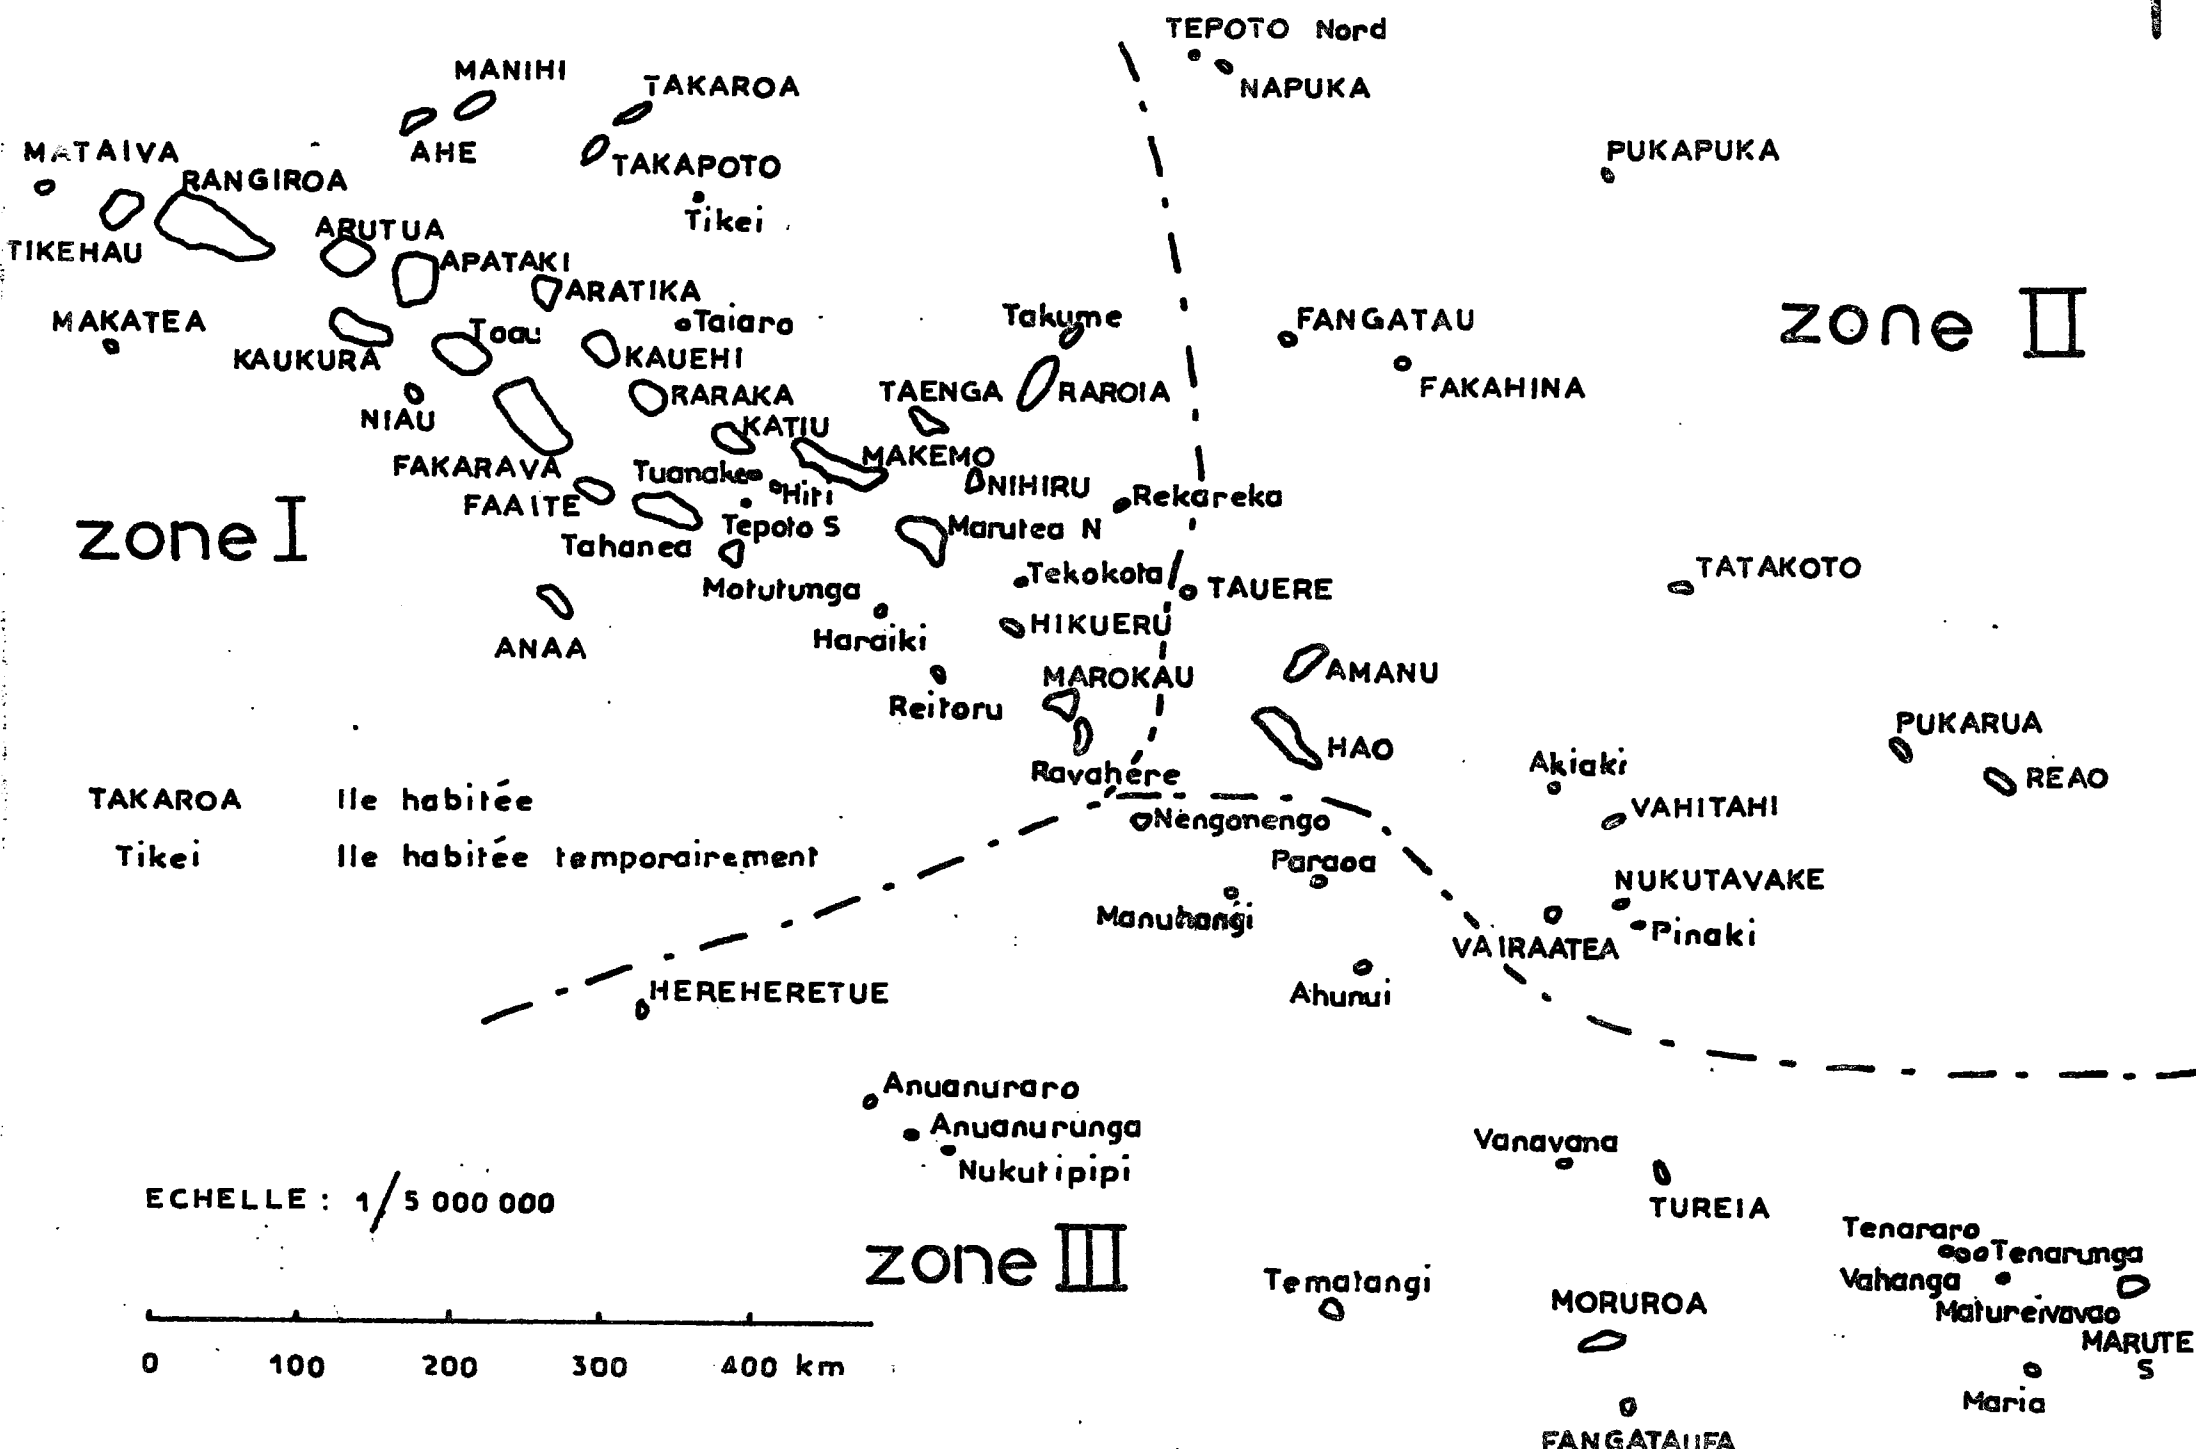 TEPOTO Nord
NAPUKA
MANIHI
TAKAROA
AHE
TAKAPOTO
MATAIVA
RANGIROA
Tikei
PUKAPUKA
TIKEHAU
ARUTUA
APATAKI
ARATIKA
MAKATEA
KAUKURA
Toau
Taiaro
KAUEHI
Takume
FANGATAU
zone II
NIAU
RARAKA
TAENGA
RAROIA
FAKAHINA
KATIU
FAKARAVA
MAKEMO
Tuanake
Hiti
NIHIRU
Rekareka
FAAITE
Tepoto S
Marutea N
zone I
Tahanea
Motutunga
Tekokota
TAUERE
TATAKOTO
ANAA
Haraiki
HIKUERU
MAROKAU
AMANU
Reitoru
PUKARUA
HAO
Ravahere
Akiaki
REAO
TAKAROA Ile habitée
Nengonengo
VAHITAHI
Tikei Ile habitée temporairement
Paraoa
NUKUTAVAKE
Manuhangi
VAIRAATEA
Pinaki
HEREHERETUE
Ahunui
Anuanuraro
Anuanurunga
Nukutipipi
Vanavana
TUREIA
ECHELLE : 1/5 000 000
zone III
Tenararo
Tenarunga
Vahanga
Tematangi
MORUROA
Matureivavao
MARUTE
S
0 100 200 300 400 km
Maria
FANGATAUFA